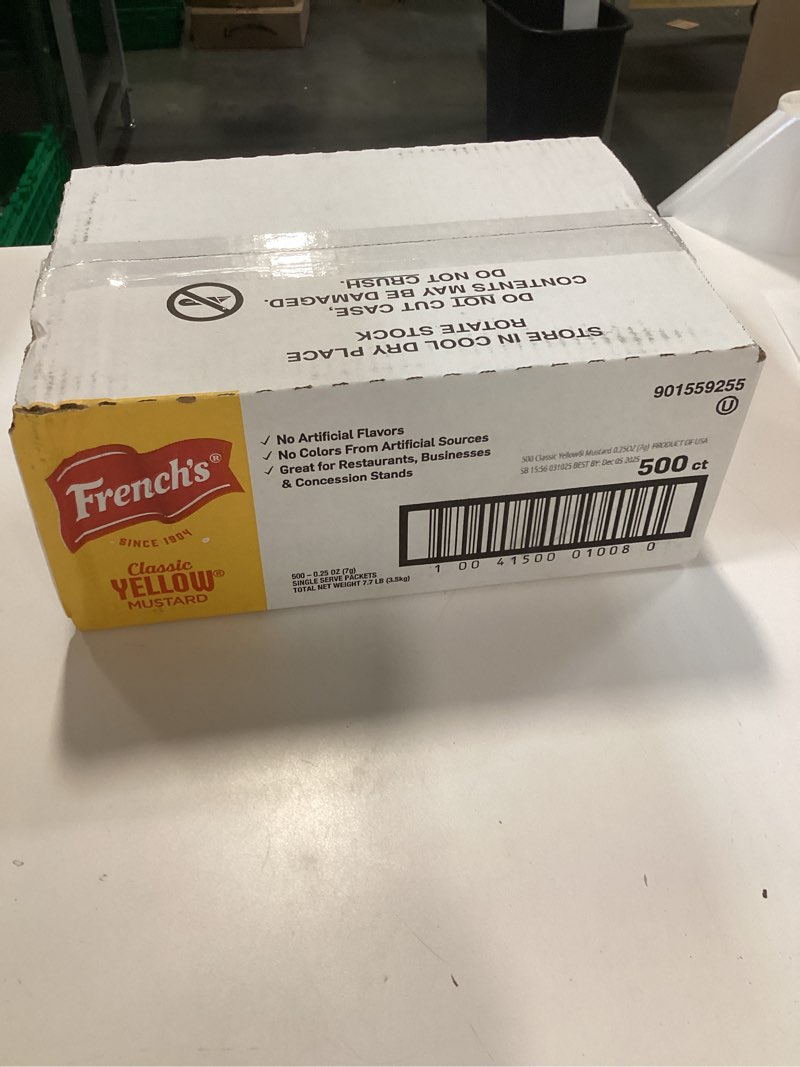 STORE IN COOL DRY PLACE
ROTATE STOCK
DO NOT CUT CASE,
CONTENTS MAY BE DAMAGED.
DO NOT CRUSH.
French's®
SINCE 1904
Classic
YELLOW®
MUSTARD
✓ No Artificial Flavors
✓ No Colors From Artificial Sources
✓ Great for Restaurants, Businesses
& Concession Stands
500 – 0.25 OZ (7g)
SINGLE SERVE PACKETS
TOTAL NET WEIGHT 7.7 LB (3.5kg)
901559255
U
500 Classic Yellow® Mustard 0.25OZ (7g) PRODUCT OF USA
SB 15:56 031025 BEST BY: Dec 05 2025
500 ct
1 00 41500 01008 0